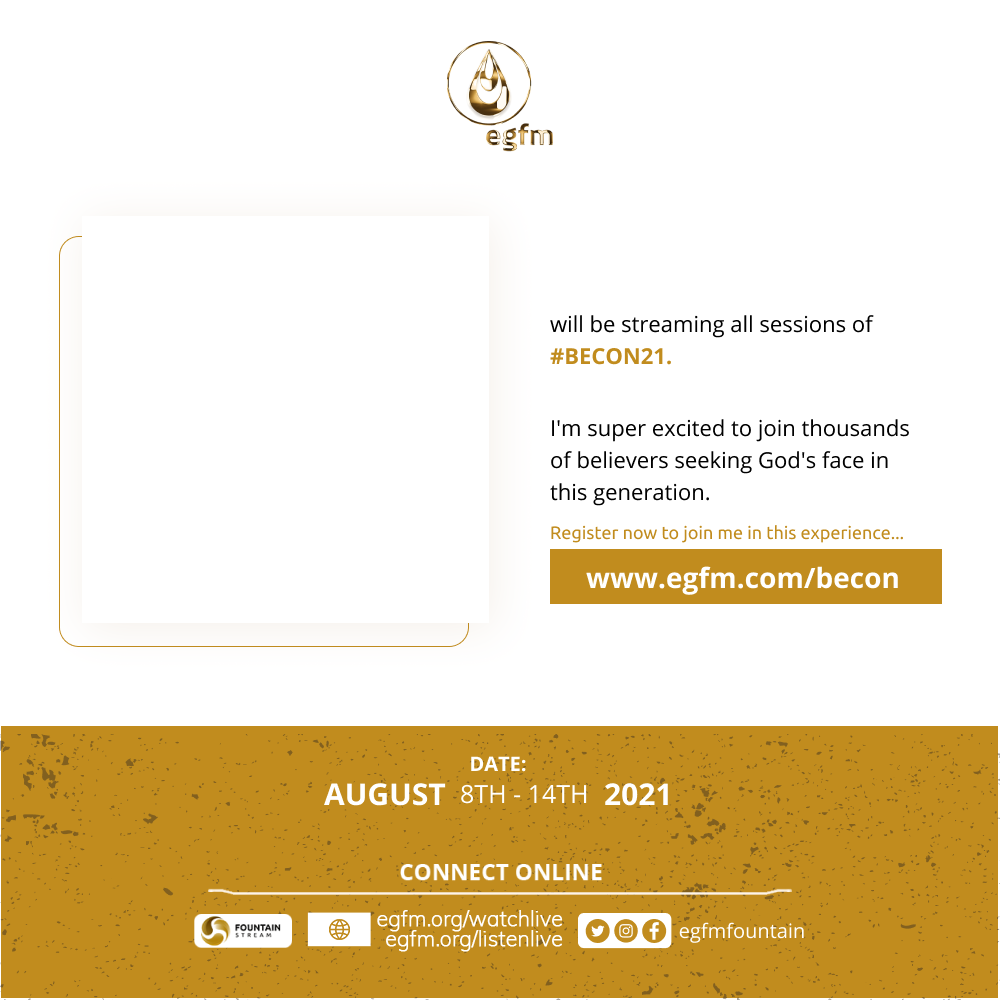 egfm
will be streaming all sessions of
#BECON21.
I'm super excited to join thousands
of believers seeking God's face in
this generation.
Register now to join me in this experience...
www.egfm.com/becon
DATE:
AUGUST 8TH - 14TH 2021
CONNECT ONLINE
FOUNTAIN
STREAM
egfm.org/watchlive
egfm.org/listenlive
egfmfountain